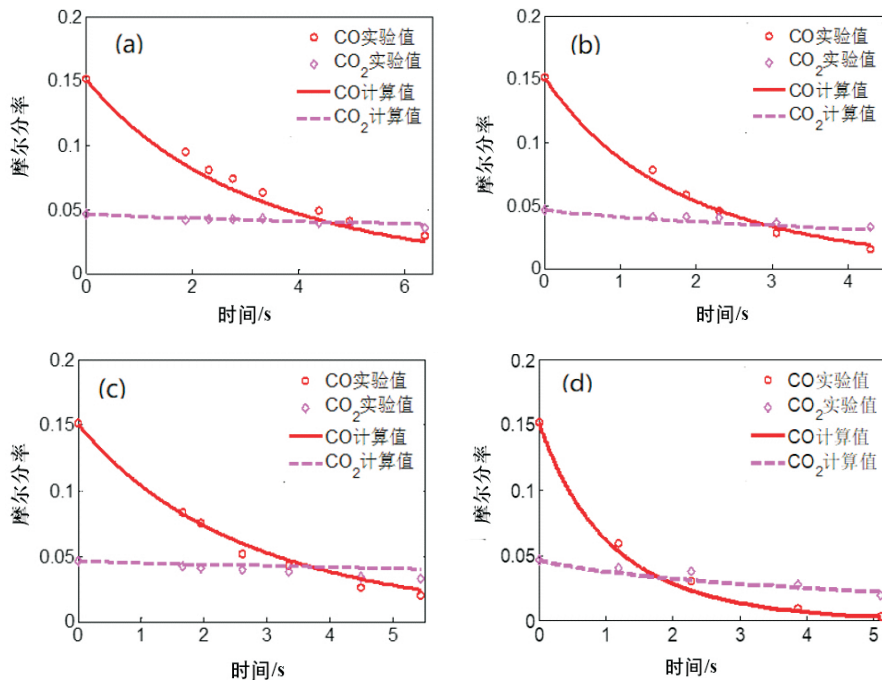 (a)
CO实验值
CO₂实验值
CO计算值
CO₂计算值
0.2
0.15
0.1
0.05
0
摩尔分率
0 2 4 6
时间/s
(b)
CO实验值
CO₂实验值
CO计算值
CO₂计算值
0.2
0.15
0.1
0.05
0
摩尔分率
0 1 2 3 4
时间/s
(c)
CO实验值
CO₂实验值
CO计算值
CO₂计算值
0.2
0.15
0.1
0.05
0
摩尔分率
0 1 2 3 4 5
时间/s
(d)
CO实验值
CO₂实验值
CO计算值
CO₂计算值
0.2
0.15
0.1
0.05
0
摩尔分率
0 1 2 3 4 5
时间/s